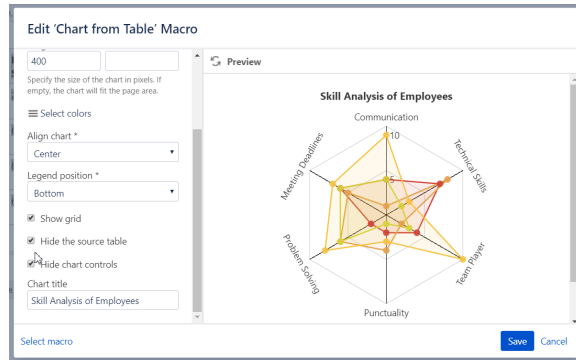 Edit 'Chart from Table' Macro
400
Specify the size of the chart in pixels. If
empty, the chart will fit the page area.
Select colors
Align chart *
Center
Legend position *
Bottom
Show grid
Hide the source table
Hide chart controls
Chart title
Skill Analysis of Employees
Select macro
Preview
Skill Analysis of Employees
Communication
10
5
Technical Skills
Team Player
Punctuality
Problem Solving
Meeting Deadlines
Save Cancel